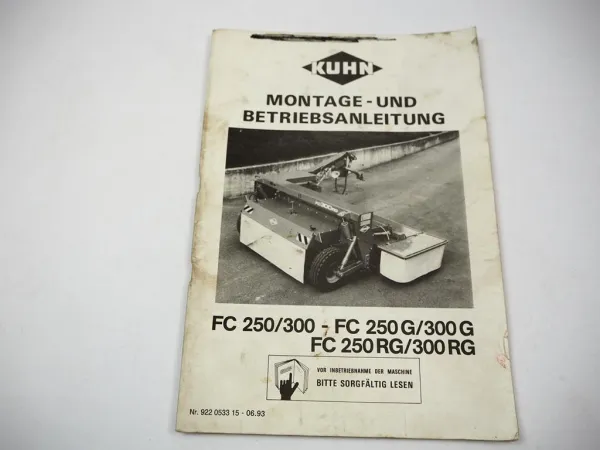 KUHN
MONTAGE - UND
BETRIEBSANLEITUNG
FC 250/300 - FC 250 G/300 G
FC 250 RG/300 RG
VOR INBETRIEBNAHME DER MASCHINE
BITTE SORGFÄLTIG LESEN
Nr. 922 0533 15 - 06.93